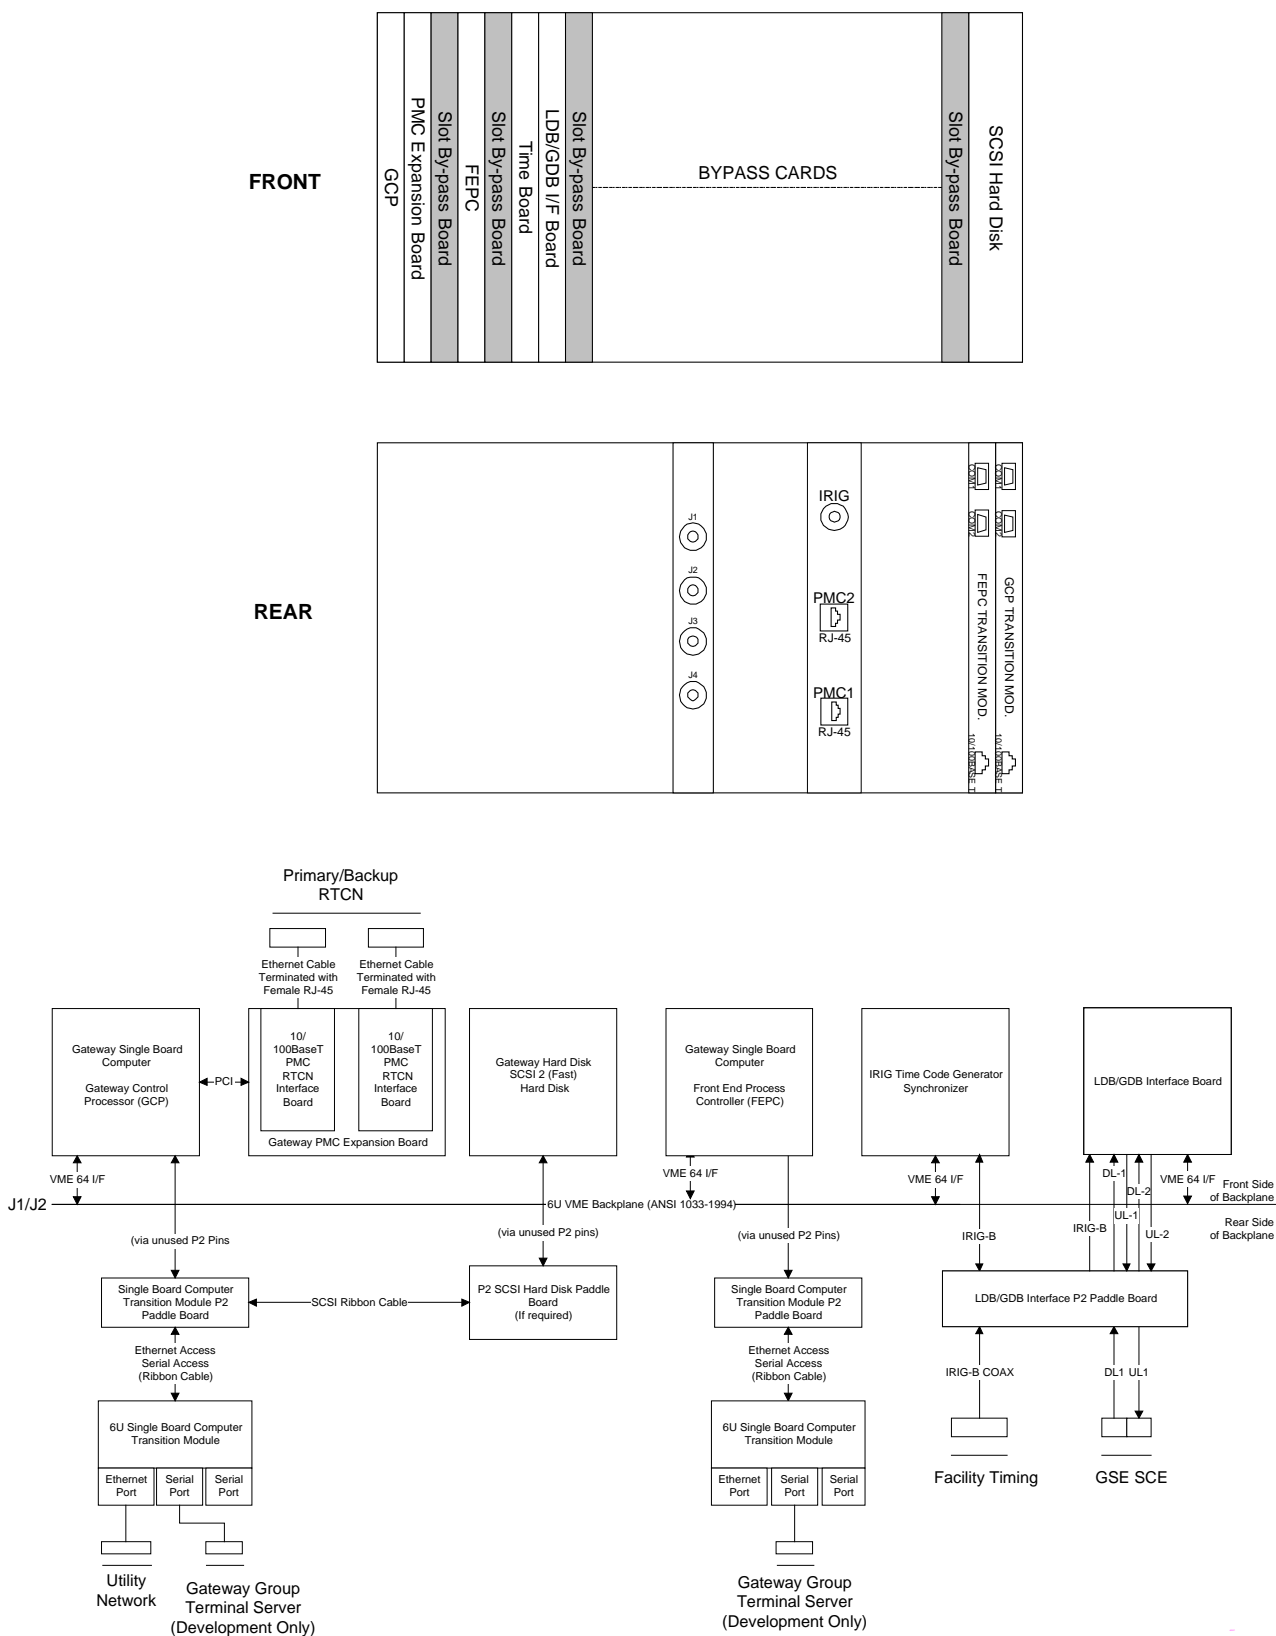 FRONT
GCP
PMC Expansion Board
Slot By-pass Board
FEPC
Slot By-pass Board
Time Board
LDB/GDB I/F Board
Slot By-pass Board
BYPASS CARDS
Slot By-pass Board
SCSI Hard Disk
REAR
J1
J2
J3
J4
IRIG
PMC2
RJ-45
PMC1
RJ-45
COM1
COM2
FEPC TRANSITION MOD.
10/100BASE T
COM1
COM2
GCP TRANSITION MOD.
10/100BASE T
Primary/Backup
RTCN
Ethernet Cable
Terminated with
Female RJ-45
Ethernet Cable
Terminated with
Female RJ-45
Gateway Single Board
Computer
Gateway Control
Processor (GCP)
PCI
10/
100BaseT
PMC
RTCN
Interface
Board
10/
100BaseT
PMC
RTCN
Interface
Board
Gateway PMC Expansion Board
Gateway Hard Disk
SCSI 2 (Fast)
Hard Disk
Gateway Single Board
Computer
Front End Process
Controller (FEPC)
IRIG Time Code Generator
Synchronizer
LDB/GDB Interface Board
VME 64 I/F
VME 64 I/F
VME 64 I/F
DL-1
DL-2
VME 64 I/F
J1/J2
6U VME Backplane (ANSI 1033-1994)
Front Side
of Backplane
Rear Side
of Backplane
(via unused P2 Pins
(via unused P2 pins)
(via unused P2 Pins)
IRIG-B
IRIG-B
UL-1
UL-2
Single Board Computer
Transition Module P2
Paddle Board
SCSI Ribbon Cable
P2 SCSI Hard Disk Paddle
Board
(If required)
Single Board Computer
Transition Module P2
Paddle Board
LDB/GDB Interface P2 Paddle Board
Ethernet Access
Serial Access
(Ribbon Cable)
Ethernet Access
Serial Access
(Ribbon Cable)
IRIG-B COAX
DL1 UL1
6U Single Board Computer
Transition Module
Ethernet
Port
Serial
Port
Serial
Port
6U Single Board Computer
Transition Module
Ethernet
Port
Serial
Port
Serial
Port
Facility Timing
GSE SCE
Utility
Network
Gateway Group
Terminal Server
(Development Only)
Gateway Group
Terminal Server
(Development Only)